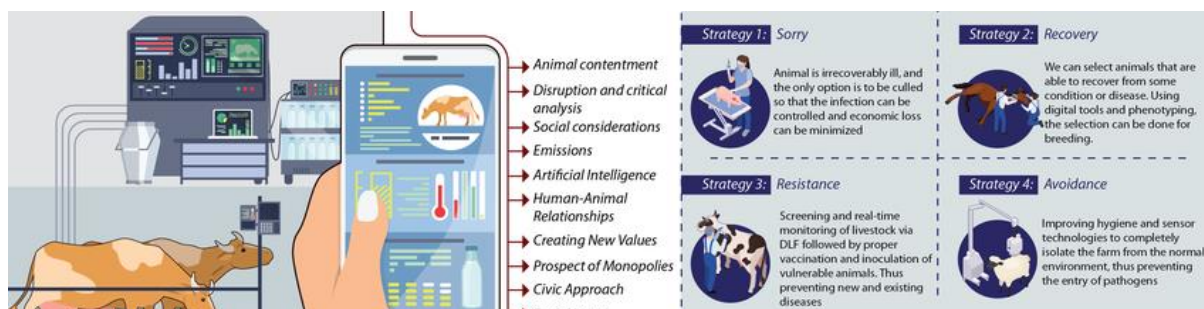 Animal contentment
Disruption and critical
analysis
Social considerations
Emissions
Artificial Intelligence
Human-Animal
Relationships
Creating New Values
Prospect of Monopolies
Civic Approach
Strategy 1: Sorry
Animal is irrecoverably ill, and
the only option is to be culled
so that the infection can be
controlled and economic loss
can be minimized
Strategy 2: Recovery
We can select animals that are
able to recover from some
condition or disease. Using
digital tools and phenotyping,
the selection can be done for
breeding.
Strategy 3: Resistance
Screening and real-time
monitoring of livestock via
DLF followed by proper
vaccination and inoculation of
vulnerable animals. Thus
preventing new and existing
diseases
Strategy 4: Avoidance
Improving hygiene and sensor
technologies to completely
isolate the farm from the normal
environment, thus preventing
the entry of pathogens